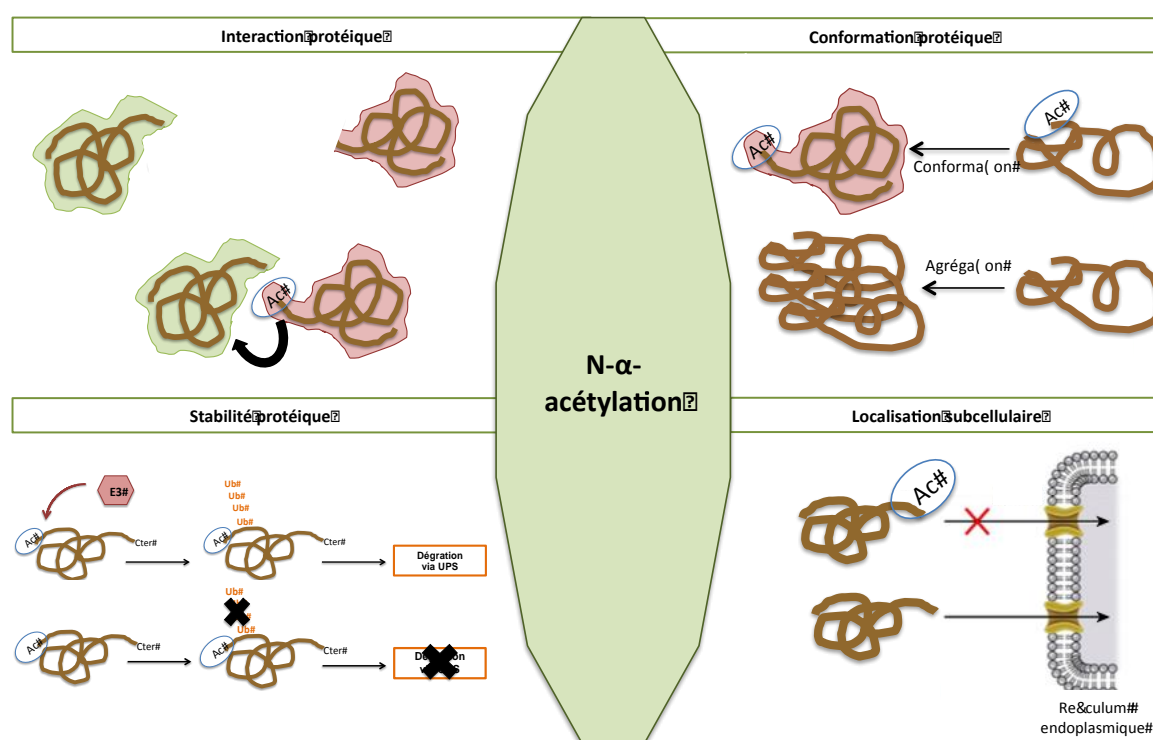 Interaction protéique
Conformation protéique
Ac#
Ac#
Conforma( on#
Ac#
Agréga( on#
N-α-
acétylation
Stabilité protéique
Localisation subcellulaire
E3#
Ac#
Cter#
Ub#
Ub#
Ub#
Ub#
Ac#
Cter#
Dégration
via UPS
Ac#
Cter#
Ub#
Ub#
Ac#
Cter#
Ac#
Re&culum##
endoplasmique#